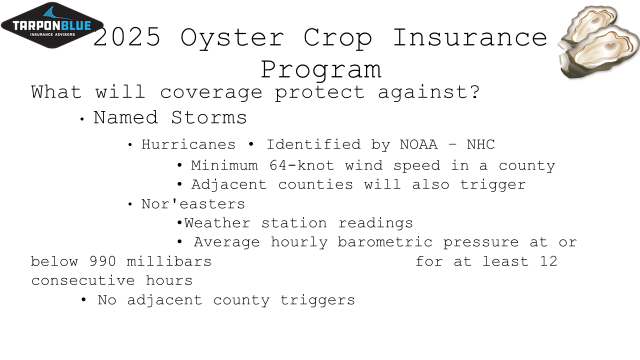 TARPONBLUE
INSURANCE ADVISORS
2025 Oyster Crop Insurance
Program
What will coverage protect against?
• Named Storms
• Hurricanes • Identified by NOAA – NHC
• Minimum 64-knot wind speed in a county
• Adjacent counties will also trigger
• Nor'easters
•Weather station readings
• Average hourly barometric pressure at or
below 990 millibars for at least 12
consecutive hours
• No adjacent county triggers